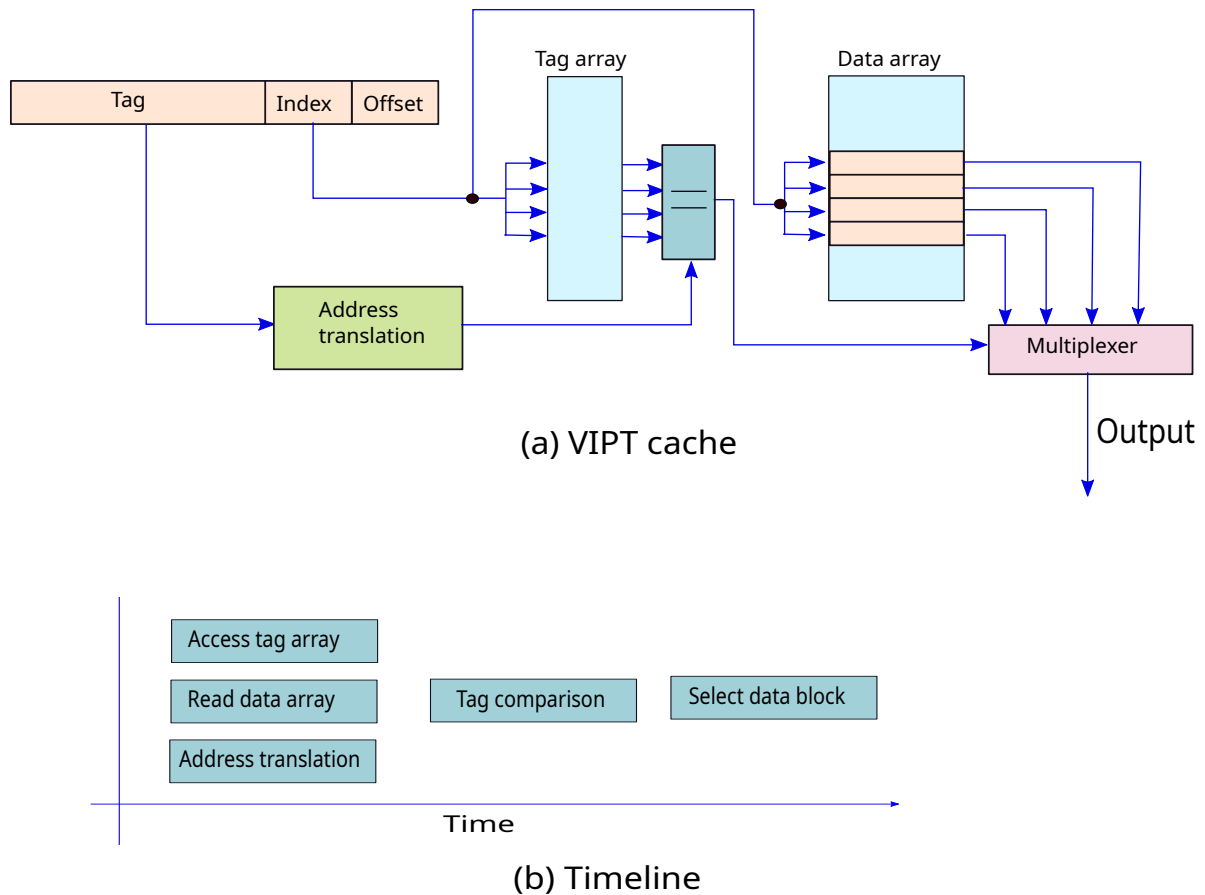 Tag array
Data array
Tag
Index
Offset
Address
translation
Multiplexer
Output
(a) VIPT cache
Access tag array
Read data array
Tag comparison
Select data block
Address translation
Time
(b) Timeline